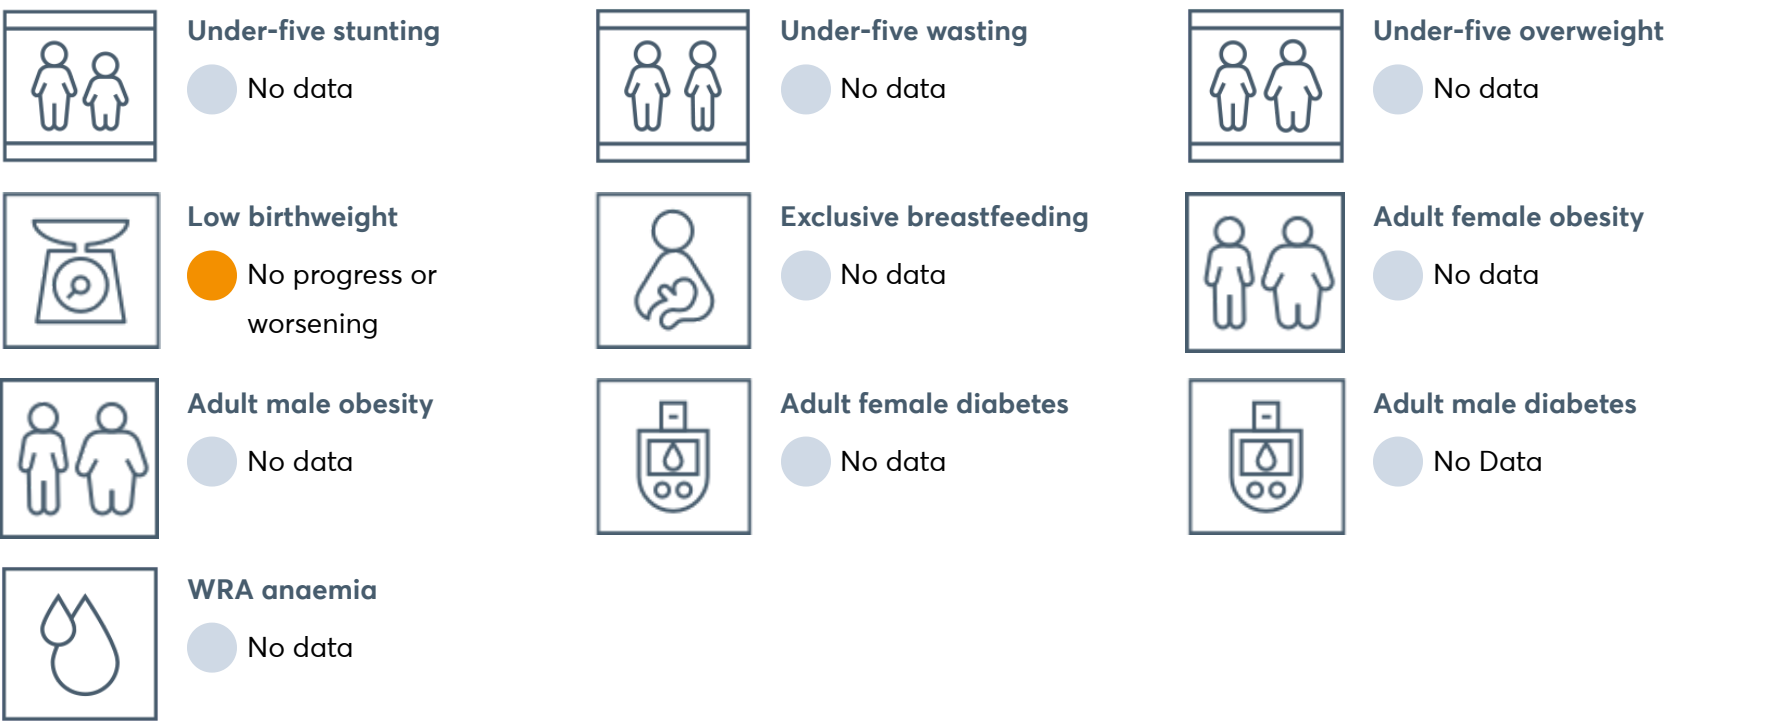 Under-five stunting
No data
Under-five wasting
No data
Under-five overweight
No data
Low birthweight
No progress or
worsening
Exclusive breastfeeding
No data
Adult female obesity
No data
Adult male obesity
No data
Adult female diabetes
No data
Adult male diabetes
No Data
WRA anaemia
No data